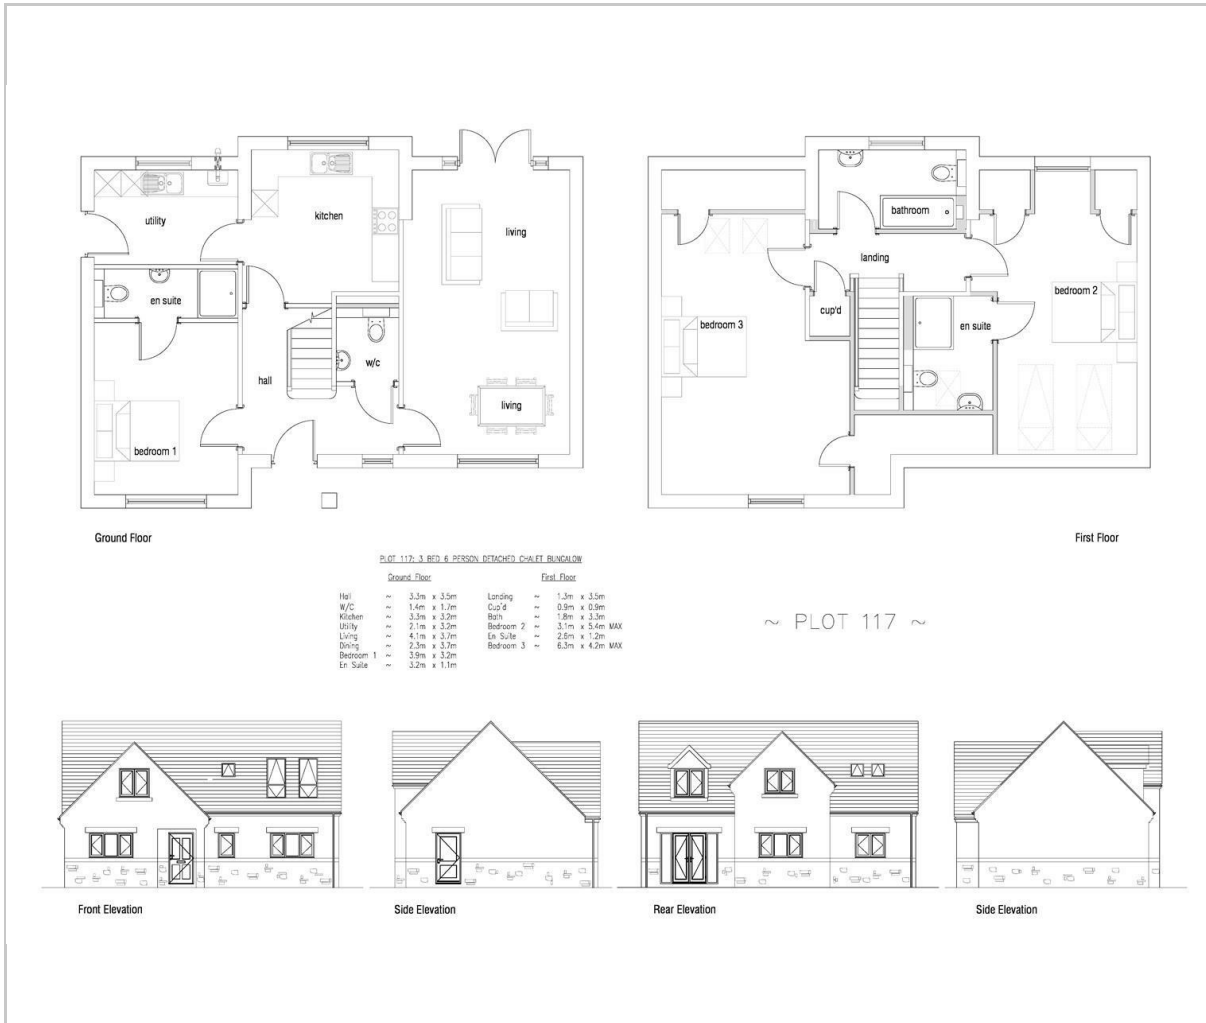 utility
kitchen
living
en suite
hall
w/c
living
bedroom 1
bathroom
landing
bedroom 2
cup'd
bedroom 3
en suite
Ground Floor
First Floor
PLOT 117: 3 BED 6 PERSON DETACHED CHALET BUNGALOW
Ground Floor
Hall ~ 3.3m x 3.5m
W/C ~ 1.4m x 1.7m
Kitchen ~ 3.3m x 3.2m
Utility ~ 2.1m x 3.2m
Living ~ 4.1m x 3.7m
Dining ~ 2.3m x 3.7m
Bedroom 1 ~ 3.9m x 3.2m
En Suite ~ 3.2m x 1.1m
First Floor
Landing ~ 1.3m x 3.5m
Cup'd ~ 0.9m x 0.9m
Bath ~ 1.8m x 3.3m
Bedroom 2 ~ 3.1m x 5.4m MAX
En Suite ~ 2.6m x 1.2m
Bedroom 3 ~ 6.3m x 4.2m MAX
~ PLOT 117 ~
Front Elevation
Side Elevation
Rear Elevation
Side Elevation